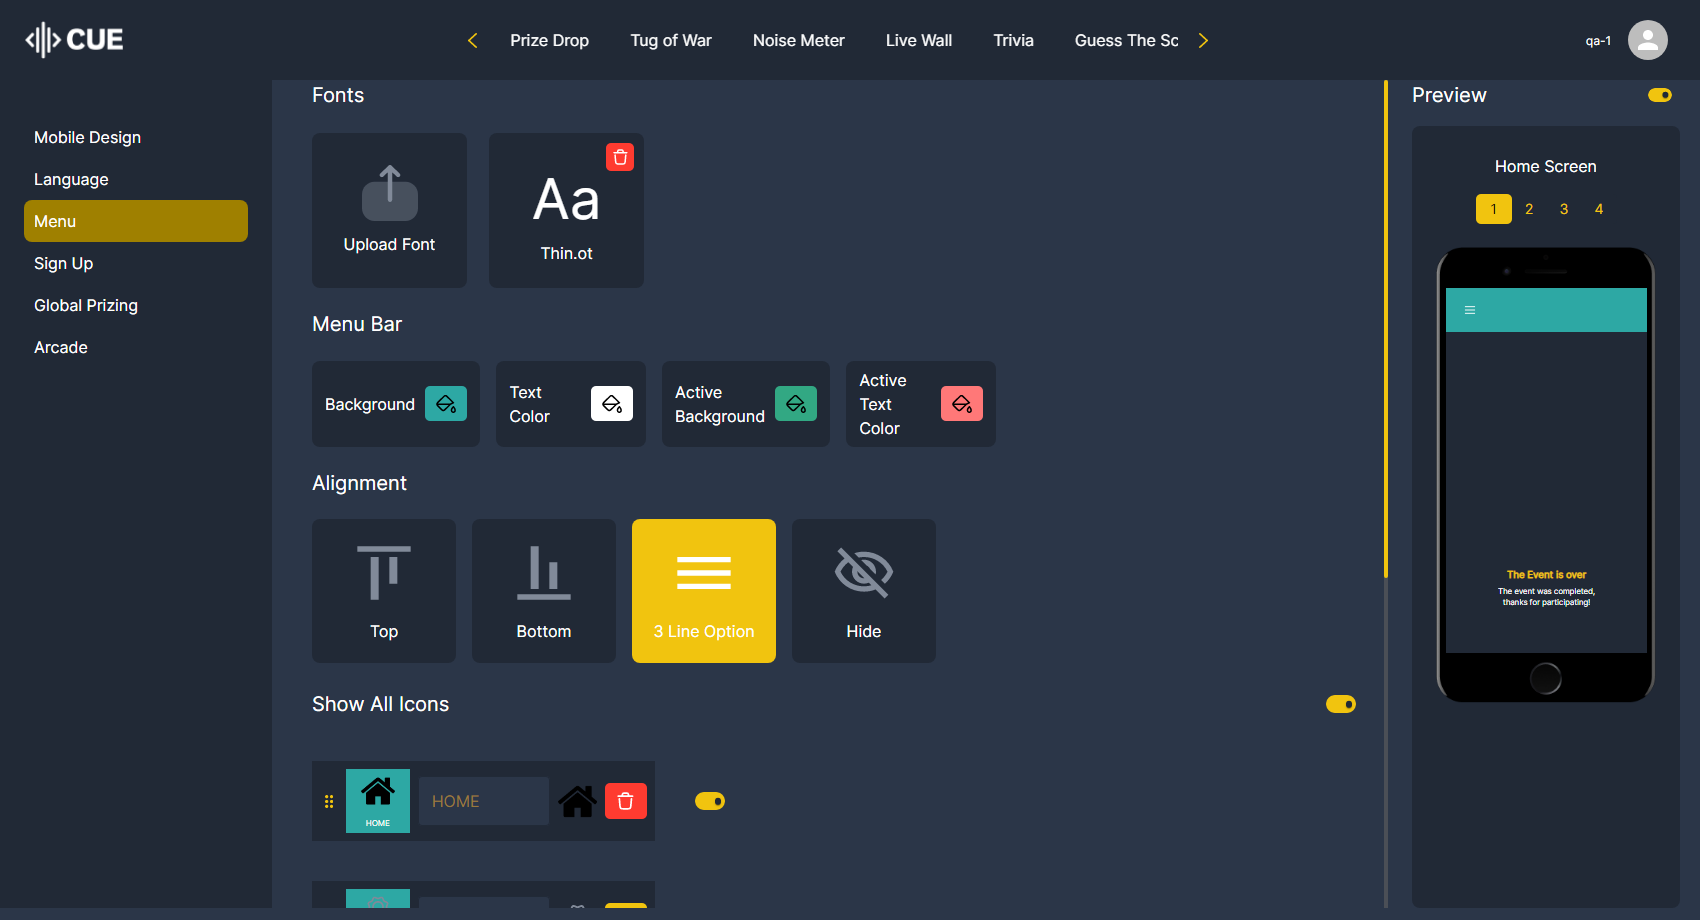 CUE
Prize Drop
Tug of War
Noise Meter
Live Wall
Trivia
Guess The Sc
qa-1
Mobile Design
Language
Menu
Sign Up
Global Prizing
Arcade
Fonts
Upload Font
Aa
Thin.ot
Menu Bar
Background
Text
Color
Active
Background
Active
Text
Color
Alignment
Top
Bottom
3 Line Option
Hide
Show All Icons
HOME
HOME
Preview
Home Screen
1 2 3 4
The Event is over
The event was completed,
thanks for participating!